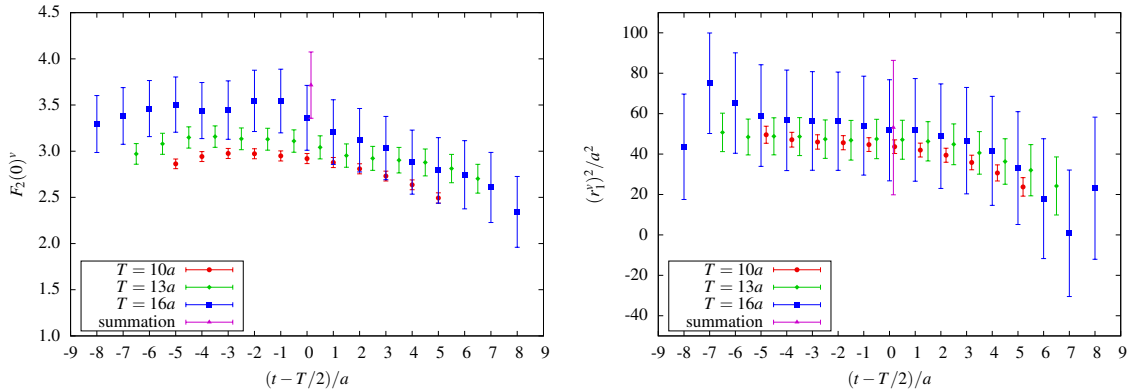 4.5
4.0
3.5
3.0
2.5
2.0
1.5
1.0
F₂(0)ᵛ
T = 10a
T = 13a
T = 16a
summation
-9 -8 -7 -6 -5 -4 -3 -2 -1 0 1 2 3 4 5 6 7 8 9
(t − T/2)/a
100
80
60
40
20
0
-20
-40
(r₁ᵛ)²/a²
T = 10a
T = 13a
T = 16a
summation
-9 -8 -7 -6 -5 -4 -3 -2 -1 0 1 2 3 4 5 6 7 8 9
(t − T/2)/a